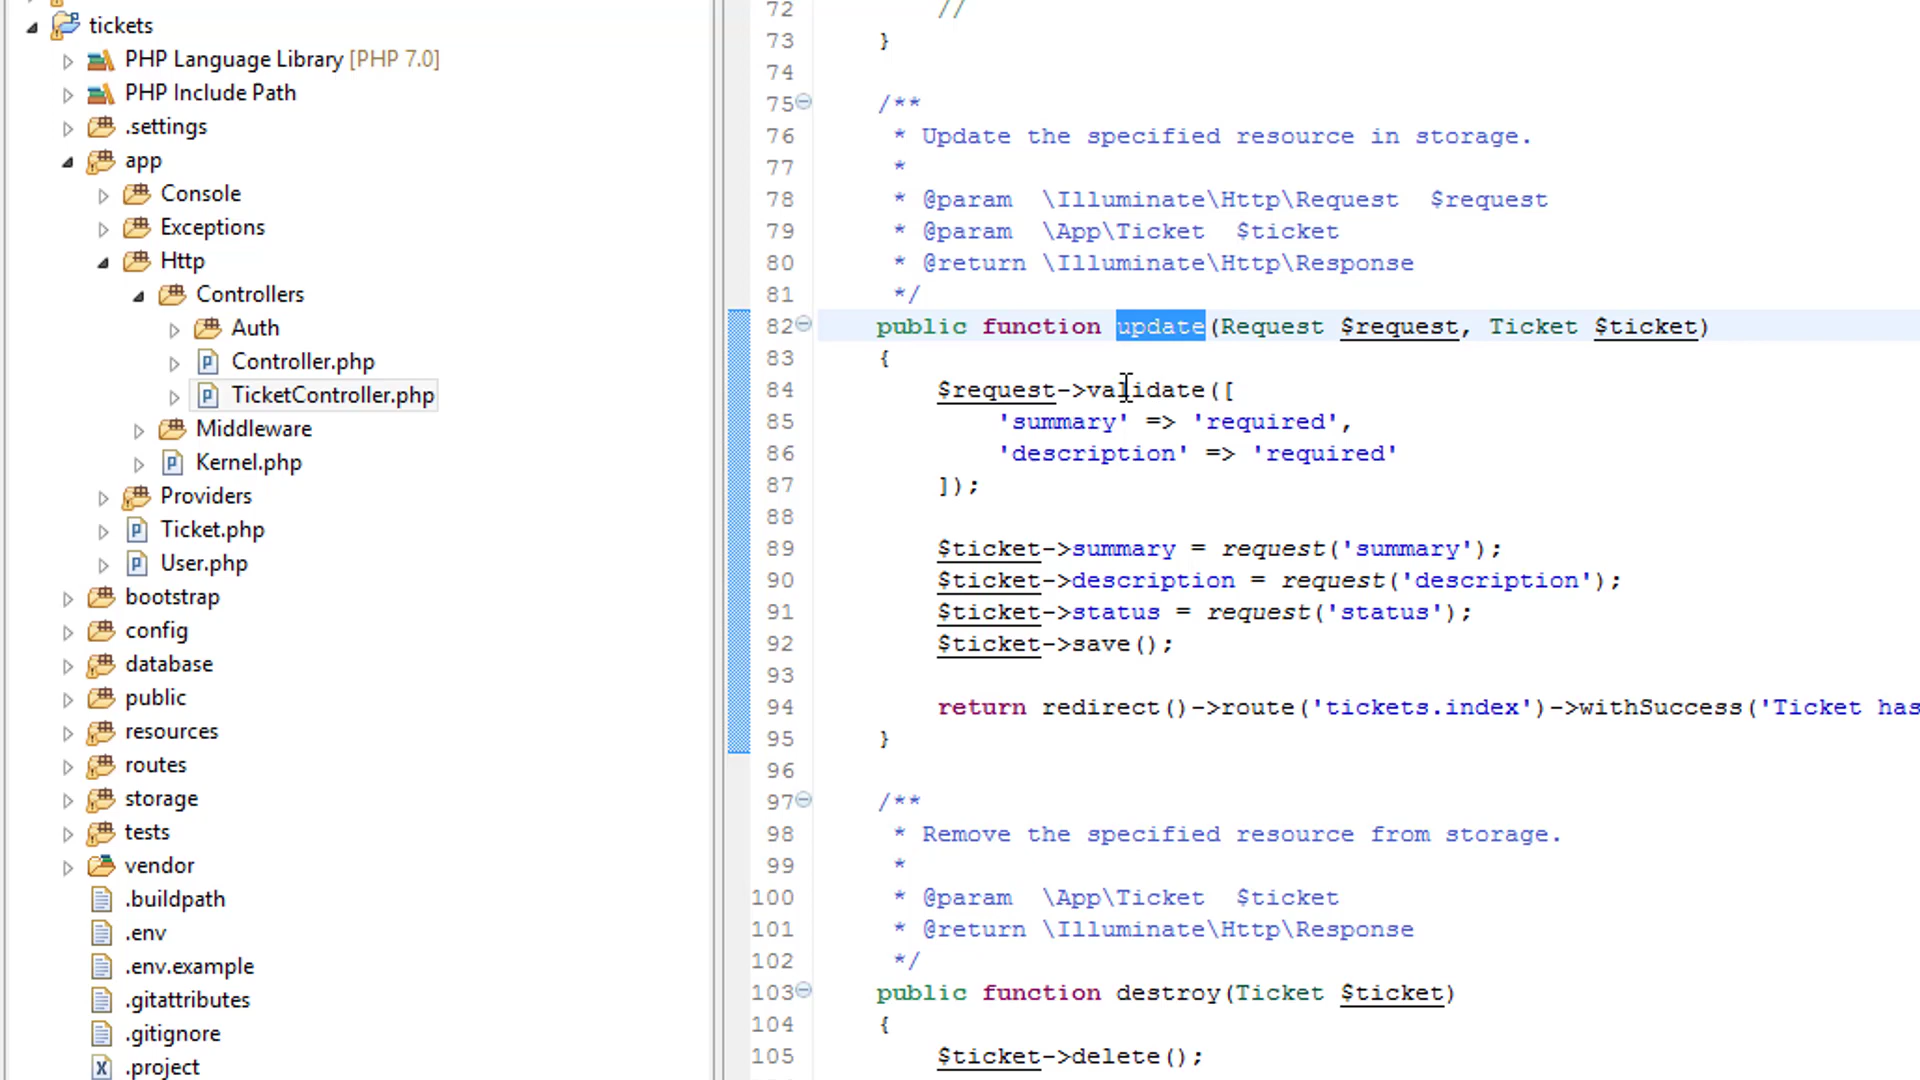 tickets
PHP Language Library [PHP 7.0]
PHP Include Path
.settings
app
Console
Exceptions
Http
Controllers
Auth
Controller.php
TicketController.php
Middleware
Kernel.php
Providers
Ticket.php
User.php
bootstrap
config
database
public
resources
routes
storage
tests
vendor
.buildpath
.env
.env.example
.gitattributes
.gitignore
.project
72 //
73 }
74
75 /**
76 * Update the specified resource in storage.
77 *
78 * @param \Illuminate\Http\Request $request
79 * @param \App\Ticket $ticket
80 * @return \Illuminate\Http\Response
81 */
82 public function update(Request $request, Ticket $ticket)
83 {
84 $request->validate([
85 'summary' => 'required',
86 'description' => 'required'
87 ]);
88
89 $ticket->summary = request('summary');
90 $ticket->description = request('description');
91 $ticket->status = request('status');
92 $ticket->save();
93
94 return redirect()->route('tickets.index')->withSuccess('Ticket has
95 }
96
97 /**
98 * Remove the specified resource from storage.
99 *
100 * @param \App\Ticket $ticket
101 * @return \Illuminate\Http\Response
102 */
103 public function destroy(Ticket $ticket)
104 {
105 $ticket->delete();